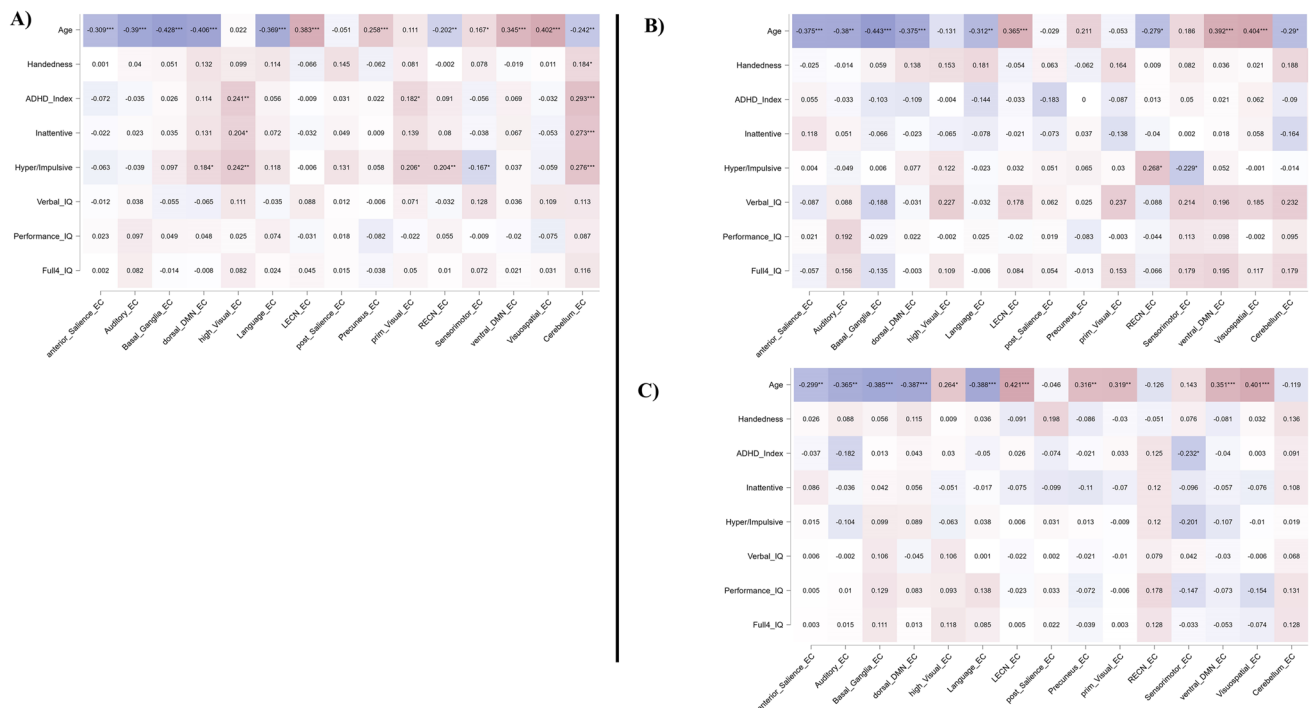 A)
Age -0.309*** -0.39*** -0.428*** -0.406*** 0.022 -0.369*** 0.383*** -0.051 0.258*** 0.111 -0.202** 0.167* 0.345*** 0.402*** -0.242**
Handedness 0.001 0.04 0.051 0.132 0.099 0.114 -0.066 0.145 -0.062 0.081 -0.002 0.078 -0.019 0.011 0.184*
ADHD_Index -0.072 -0.035 0.026 0.114 0.241** 0.056 -0.009 0.031 0.022 0.182* 0.091 -0.056 0.069 -0.032 0.293***
Inattentive -0.022 0.023 0.035 0.131 0.204* 0.072 -0.032 0.049 0.009 0.139 0.08 -0.038 0.067 -0.053 0.273***
Hyper/Impulsive -0.063 -0.039 0.097 0.184* 0.242** 0.118 -0.006 0.131 0.058 0.206* 0.204** -0.167* 0.037 -0.059 0.276***
Verbal_IQ -0.012 0.038 -0.055 -0.065 0.111 -0.035 0.088 0.012 -0.006 0.071 -0.032 0.128 0.036 0.109 0.113
Performance_IQ 0.023 0.097 0.049 0.048 0.025 0.074 -0.031 0.018 -0.082 -0.022 0.055 -0.009 -0.02 -0.075 0.087
Full4_IQ 0.002 0.082 -0.014 -0.008 0.082 0.024 0.045 0.015 -0.038 0.05 0.01 0.072 0.021 0.031 0.116
anterior_Salience_EC Auditory_EC Basal_Ganglia_EC dorsal_DMN_EC high_Visual_EC Language_EC LECN_EC post_Salience_EC Precuneus_EC prim_Visual_EC RECN_EC Sensorimotor_EC ventral_DMN_EC Visuospatial_EC Cerebellum_EC
B)
Age -0.375*** -0.38** -0.443*** -0.375*** -0.131 -0.312** 0.365*** -0.029 0.211 -0.053 -0.279* 0.186 0.392*** 0.404*** -0.29*
Handedness -0.025 -0.014 0.059 0.138 0.153 0.181 -0.054 0.063 -0.062 0.164 0.009 0.082 0.036 0.021 0.188
ADHD_Index 0.055 -0.033 -0.103 -0.109 -0.004 -0.144 -0.033 -0.183 0 -0.087 0.013 0.05 0.021 0.062 -0.09
Inattentive 0.118 0.051 -0.066 -0.023 -0.065 -0.078 -0.021 -0.073 0.037 -0.138 -0.04 0.002 0.018 0.058 -0.164
Hyper/Impulsive 0.004 -0.049 0.006 0.077 0.122 -0.023 0.032 0.051 0.065 0.03 0.268* -0.229* 0.052 -0.001 -0.014
Verbal_IQ -0.087 0.088 -0.188 -0.031 0.227 -0.032 0.178 0.062 0.025 0.237 -0.088 0.214 0.196 0.185 0.232
Performance_IQ 0.021 0.192 -0.029 0.022 -0.002 0.025 -0.02 0.019 -0.083 -0.003 -0.044 0.113 0.098 -0.002 0.095
Full4_IQ -0.057 0.156 -0.135 -0.003 0.109 -0.006 0.084 0.054 -0.013 0.153 -0.066 0.179 0.195 0.117 0.179
anterior_Salience_EC Auditory_EC Basal_Ganglia_EC dorsal_DMN_EC high_Visual_EC Language_EC LECN_EC post_Salience_EC Precuneus_EC prim_Visual_EC RECN_EC Sensorimotor_EC ventral_DMN_EC Visuospatial_EC Cerebellum_EC
C)
Age -0.299** -0.365** -0.385*** -0.387*** 0.264* -0.388*** 0.421*** -0.046 0.316** 0.319** -0.126 0.143 0.351*** 0.401*** -0.119
Handedness 0.026 0.088 0.056 0.115 0.009 0.036 -0.091 0.198 -0.086 -0.03 -0.051 0.076 -0.081 0.032 0.136
ADHD_Index -0.037 -0.182 0.013 0.043 0.03 -0.05 0.026 -0.074 -0.021 0.033 0.125 -0.232* -0.04 0.003 0.091
Inattentive 0.086 -0.036 0.042 0.056 -0.051 -0.017 -0.075 -0.099 -0.11 -0.07 0.12 -0.096 -0.057 -0.076 0.108
Hyper/Impulsive 0.015 -0.104 0.099 0.089 -0.063 0.038 0.006 0.031 0.013 -0.009 0.12 -0.201 -0.107 -0.01 0.019
Verbal_IQ 0.006 -0.002 0.106 -0.045 0.106 0.001 -0.022 0.002 -0.021 -0.01 0.079 0.042 -0.03 -0.006 0.068
Performance_IQ 0.005 0.01 0.129 0.083 0.093 0.138 -0.023 0.033 -0.072 -0.006 0.178 -0.147 -0.073 -0.154 0.131
Full4_IQ 0.003 0.015 0.111 0.013 0.118 0.085 0.005 0.022 -0.039 0.003 0.128 -0.033 -0.053 -0.074 0.128
anterior_Salience_EC Auditory_EC Basal_Ganglia_EC dorsal_DMN_EC high_Visual_EC Language_EC LECN_EC post_Salience_EC Precuneus_EC prim_Visual_EC RECN_EC Sensorimotor_EC ventral_DMN_EC Visuospatial_EC Cerebellum_EC